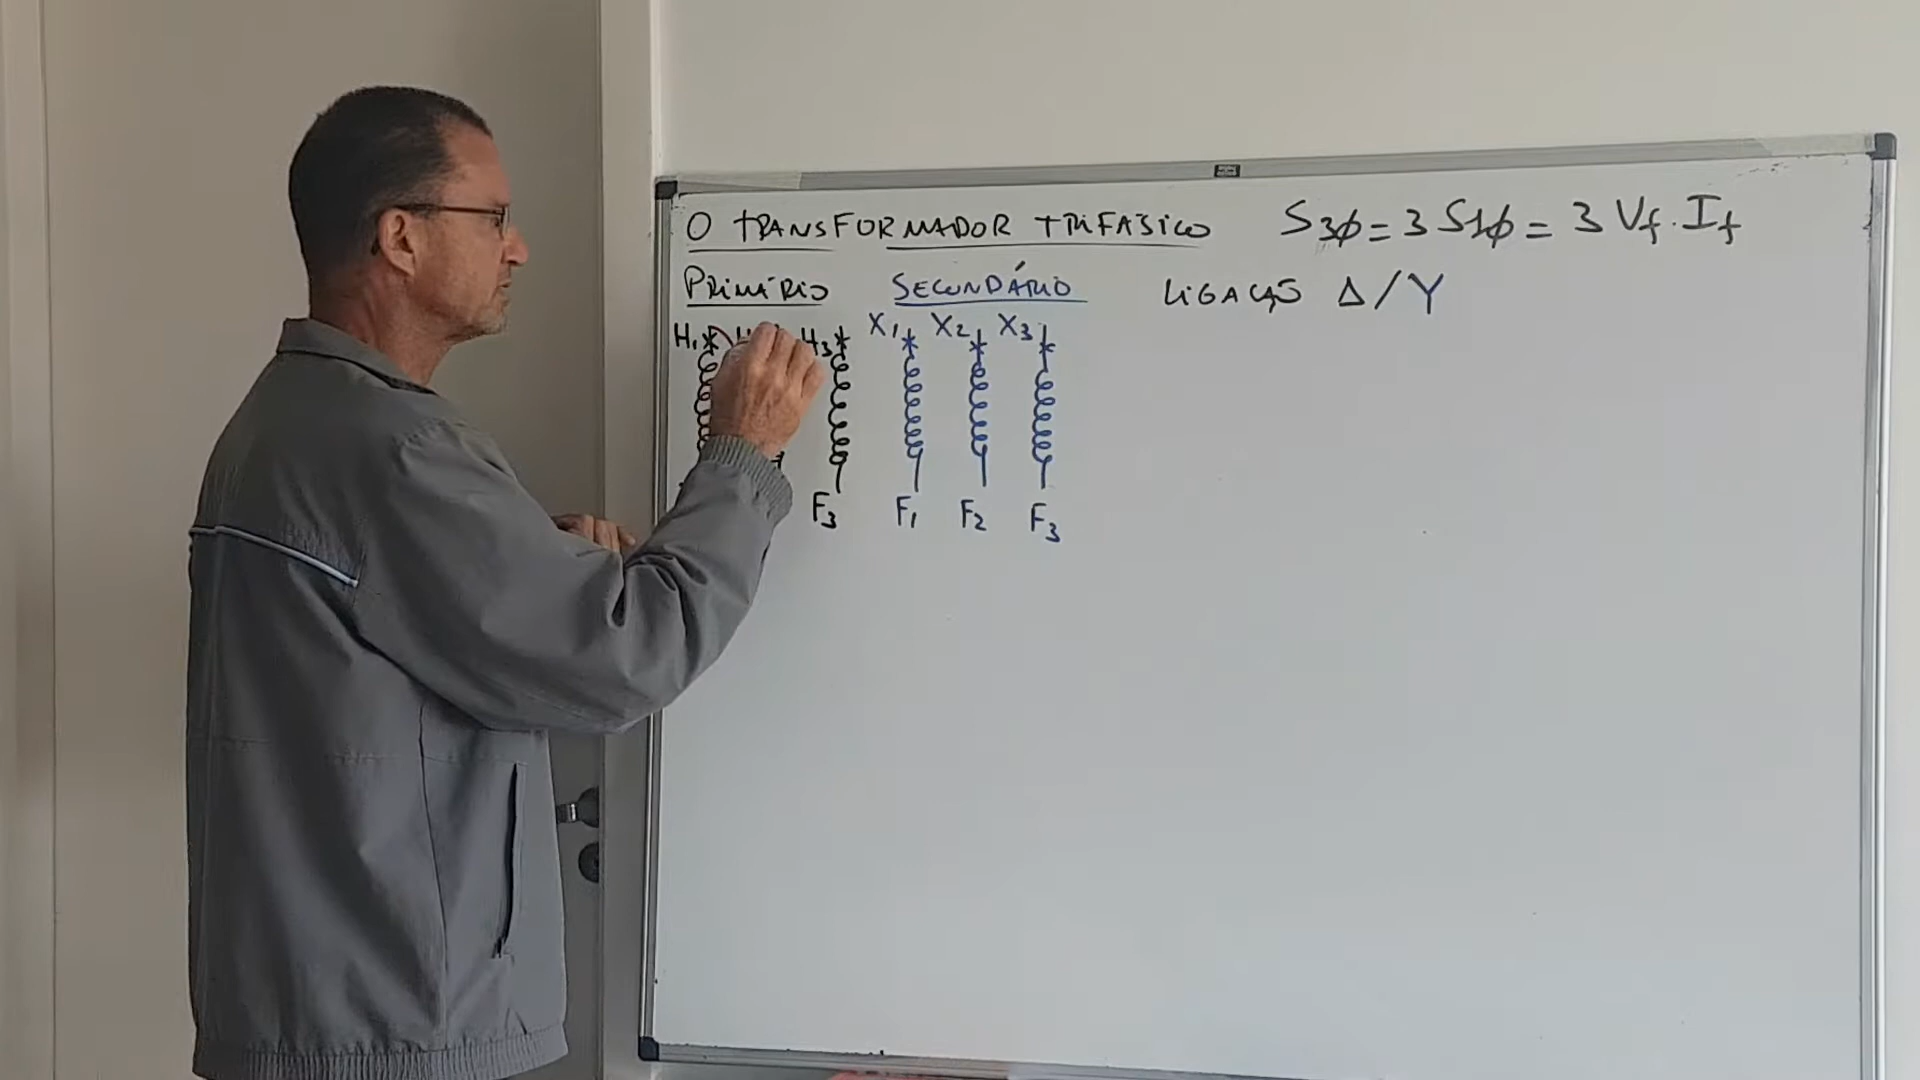 O TRANSFORMADOR TRIFÁSICO S3φ = 3 S1φ = 3 Vf . If
PRIMÁRIO SECUNDÁRIO LIGAÇÃO Δ/Y
H1 H3 X1 X2 X3
F3 F1 F2 F3